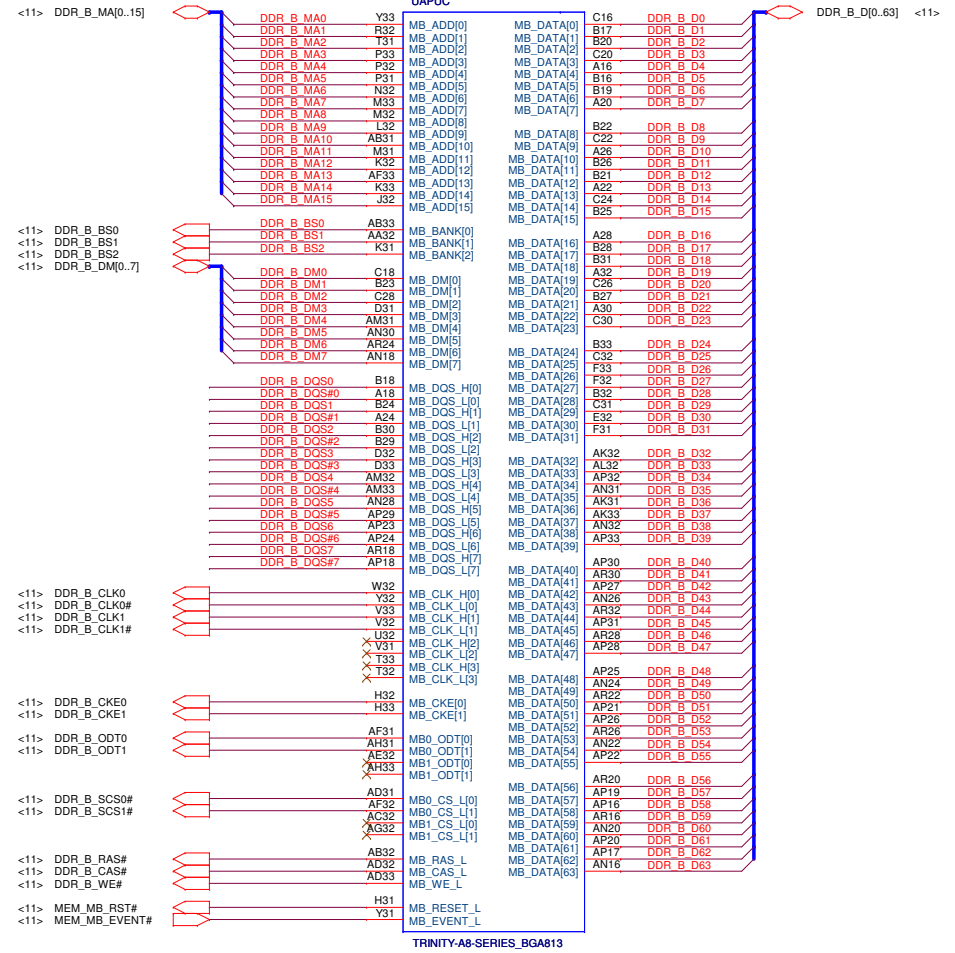 UAPUC
<11> DDR_B_MA[0..15]
DDR_B_D[0..63] <11>
DDR_B_MA0 Y33 MB_ADD[0] MB_DATA[0] C16 DDR_B_D0
DDR_B_MA1 R32 MB_ADD[1] MB_DATA[1] B17 DDR_B_D1
DDR_B_MA2 T31 MB_ADD[2] MB_DATA[2] B20 DDR_B_D2
DDR_B_MA3 P33 MB_ADD[3] MB_DATA[3] C20 DDR_B_D3
DDR_B_MA4 P32 MB_ADD[4] MB_DATA[4] A16 DDR_B_D4
DDR_B_MA5 P31 MB_ADD[5] MB_DATA[5] B16 DDR_B_D5
DDR_B_MA6 N32 MB_ADD[6] MB_DATA[6] B19 DDR_B_D6
DDR_B_MA7 M33 MB_ADD[7] MB_DATA[7] A20 DDR_B_D7
DDR_B_MA8 M32 MB_ADD[8]
DDR_B_MA9 L32 MB_ADD[9] MB_DATA[8] B22 DDR_B_D8
DDR_B_MA10 AB31 MB_ADD[10] MB_DATA[9] C22 DDR_B_D9
DDR_B_MA11 M31 MB_ADD[11] MB_DATA[10] A26 DDR_B_D10
DDR_B_MA12 K32 MB_ADD[12] MB_DATA[11] B26 DDR_B_D11
DDR_B_MA13 AF33 MB_ADD[13] MB_DATA[12] B21 DDR_B_D12
DDR_B_MA14 K33 MB_ADD[14] MB_DATA[13] A22 DDR_B_D13
DDR_B_MA15 J32 MB_ADD[15] MB_DATA[14] C24 DDR_B_D14
MB_DATA[15] B25 DDR_B_D15
<11> DDR_B_BS0 DDR_B_BS0 AB33 MB_BANK[0]
<11> DDR_B_BS1 DDR_B_BS1 AA32 MB_BANK[1] MB_DATA[16] A28 DDR_B_D16
<11> DDR_B_BS2 DDR_B_BS2 K31 MB_BANK[2] MB_DATA[17] B28 DDR_B_D17
<11> DDR_B_DM[0..7] MB_DATA[18] B31 DDR_B_D18
DDR_B_DM0 C18 MB_DM[0] MB_DATA[19] A32 DDR_B_D19
DDR_B_DM1 B23 MB_DM[1] MB_DATA[20] C26 DDR_B_D20
DDR_B_DM2 C28 MB_DM[2] MB_DATA[21] B27 DDR_B_D21
DDR_B_DM3 D31 MB_DM[3] MB_DATA[22] A30 DDR_B_D22
DDR_B_DM4 AM31 MB_DM[4] MB_DATA[23] C30 DDR_B_D23
DDR_B_DM5 AN30 MB_DM[5]
DDR_B_DM6 AR24 MB_DM[6] MB_DATA[24] B33 DDR_B_D24
DDR_B_DM7 AN18 MB_DM[7] MB_DATA[25] C32 DDR_B_D25
MB_DATA[26] F33 DDR_B_D26
DDR_B_DQS0 B18 MB_DQS_H[0] MB_DATA[27] F32 DDR_B_D27
DDR_B_DQS#0 A18 MB_DQS_L[0] MB_DATA[28] B32 DDR_B_D28
DDR_B_DQS1 B24 MB_DQS_H[1] MB_DATA[29] C31 DDR_B_D29
DDR_B_DQS#1 A24 MB_DQS_L[1] MB_DATA[30] E32 DDR_B_D30
DDR_B_DQS2 B30 MB_DQS_H[2] MB_DATA[31] F31 DDR_B_D31
DDR_B_DQS#2 B29 MB_DQS_L[2]
DDR_B_DQS3 D32 MB_DQS_H[3] MB_DATA[32] AK32 DDR_B_D32
DDR_B_DQS#3 D33 MB_DQS_L[3] MB_DATA[33] AL32 DDR_B_D33
DDR_B_DQS4 AM32 MB_DQS_H[4] MB_DATA[34] AP32 DDR_B_D34
DDR_B_DQS#4 AM33 MB_DQS_L[4] MB_DATA[35] AN31 DDR_B_D35
DDR_B_DQS5 AN28 MB_DQS_H[5] MB_DATA[36] AK31 DDR_B_D36
DDR_B_DQS#5 AP29 MB_DQS_L[5] MB_DATA[37] AK33 DDR_B_D37
DDR_B_DQS6 AP23 MB_DQS_H[6] MB_DATA[38] AN32 DDR_B_D38
DDR_B_DQS#6 AP24 MB_DQS_L[6] MB_DATA[39] AP33 DDR_B_D39
DDR_B_DQS7 AR18 MB_DQS_H[7]
DDR_B_DQS#7 AP18 MB_DQS_L[7] MB_DATA[40] AP30 DDR_B_D40
MB_DATA[41] AR30 DDR_B_D41
<11> DDR_B_CLK0 W32 MB_CLK_H[0] MB_DATA[42] AP27 DDR_B_D42
<11> DDR_B_CLK0# Y32 MB_CLK_L[0] MB_DATA[43] AN26 DDR_B_D43
<11> DDR_B_CLK1 V33 MB_CLK_H[1] MB_DATA[44] AR32 DDR_B_D44
<11> DDR_B_CLK1# V32 MB_CLK_L[1] MB_DATA[45] AP31 DDR_B_D45
U32 MB_CLK_H[2] MB_DATA[46] AR28 DDR_B_D46
V31 MB_CLK_L[2] MB_DATA[47] AP28 DDR_B_D47
T33 MB_CLK_H[3]
T32 MB_CLK_L[3] MB_DATA[48] AP25 DDR_B_D48
MB_DATA[49] AN24 DDR_B_D49
<11> DDR_B_CKE0 H32 MB_CKE[0] MB_DATA[50] AR22 DDR_B_D50
<11> DDR_B_CKE1 H33 MB_CKE[1] MB_DATA[51] AP21 DDR_B_D51
MB_DATA[52] AP26 DDR_B_D52
<11> DDR_B_ODT0 AF31 MB0_ODT[0] MB_DATA[53] AR26 DDR_B_D53
<11> DDR_B_ODT1 AH31 MB0_ODT[1] MB_DATA[54] AN22 DDR_B_D54
AE32 MB1_ODT[0] MB_DATA[55] AP22 DDR_B_D55
AH33 MB1_ODT[1]
MB_DATA[56] AR20 DDR_B_D56
<11> DDR_B_SCS0# AD31 MB0_CS_L[0] MB_DATA[57] AP19 DDR_B_D57
<11> DDR_B_SCS1# AF32 MB0_CS_L[1] MB_DATA[58] AP16 DDR_B_D58
AC32 MB1_CS_L[0] MB_DATA[59] AR16 DDR_B_D59
AG32 MB1_CS_L[1] MB_DATA[60] AN20 DDR_B_D60
MB_DATA[61] AP20 DDR_B_D61
<11> DDR_B_RAS# AB32 MB_RAS_L MB_DATA[62] AP17 DDR_B_D62
<11> DDR_B_CAS# AD32 MB_CAS_L MB_DATA[63] AN16 DDR_B_D63
<11> DDR_B_WE# AD33 MB_WE_L
<11> MEM_MB_RST# H31 MB_RESET_L
<11> MEM_MB_EVENT# Y31 MB_EVENT_L
TRINITY-A8-SERIES_BGA813